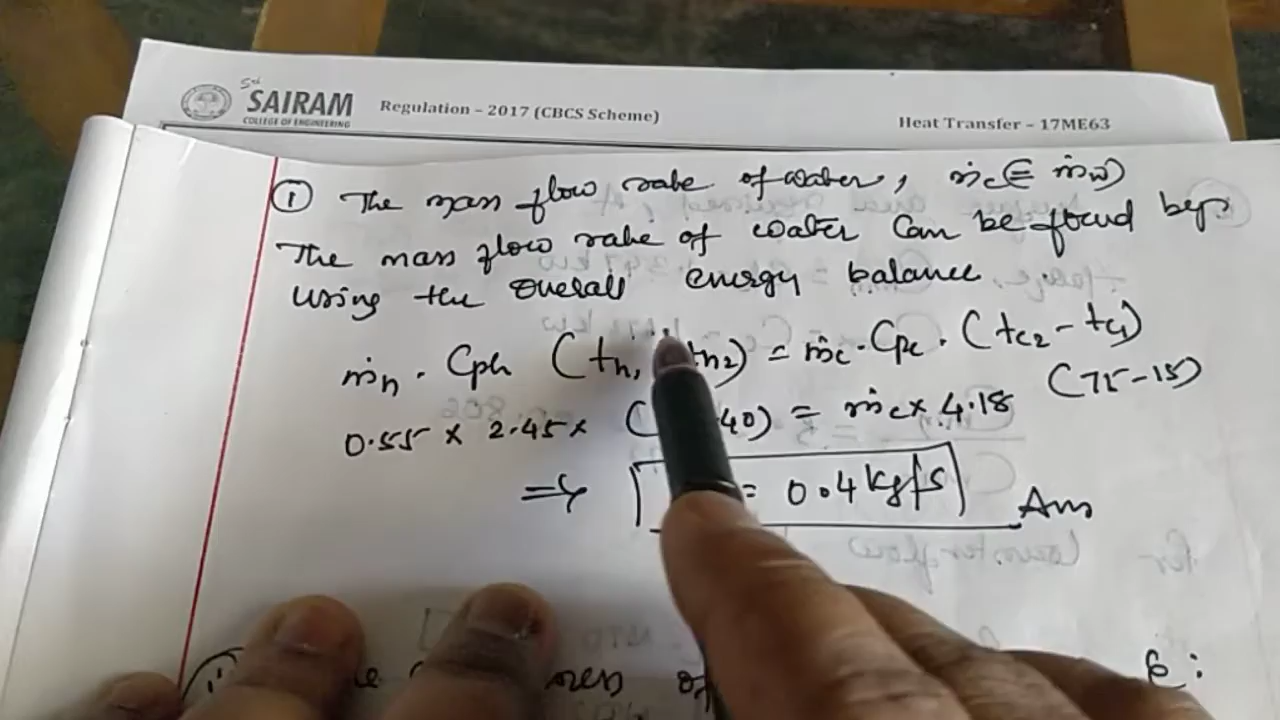 Sri
SAIRAM
COLLEGE OF ENGINEERING
Regulation – 2017 (CBCS Scheme)
Heat Transfer – 17ME63
① The mass flow rate of water, ṁc (= ṁw)
The mass flow rate of water can be found by
using the overall energy balance
ṁh · Cph (th1 th2) = ṁc · Cpc · (tc2 - tc1)
0.55 × 2.45 × ( 40) = ṁc × 4.18 (75-15)
⇒ = 0.4 kg/s Ans